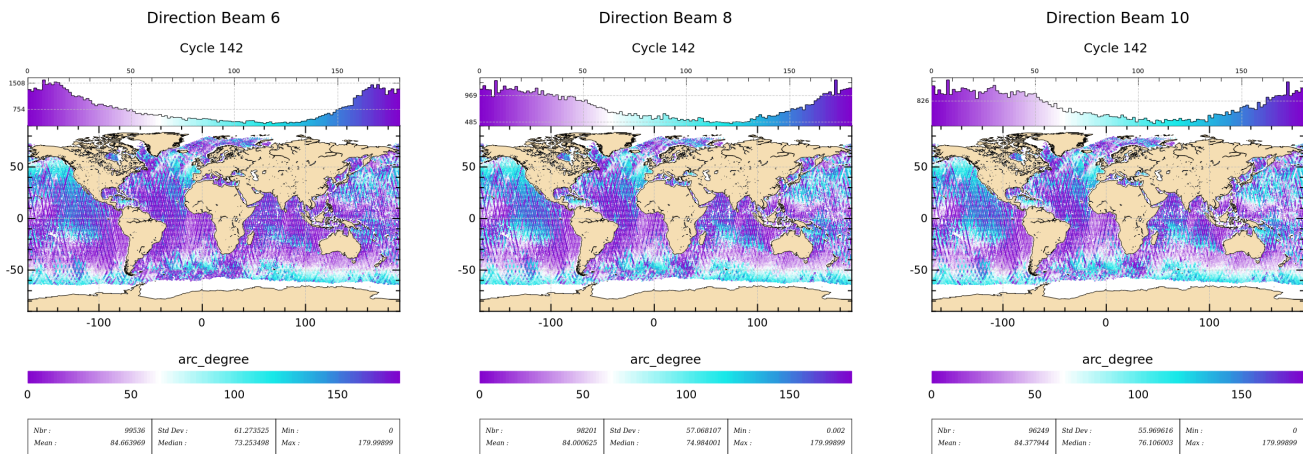 Direction Beam 6
Cycle 142
0 50 100 150
1508
754
50
0
-50
-100 0 100
arc_degree
0 50 100 150
Nbr : 99536 Std Dev : 61.273525 Min : 0
Mean : 84.663969 Median : 73.253498 Max : 179.99899
Direction Beam 8
Cycle 142
0 50 100 150
969
485
50
0
-50
-100 0 100
arc_degree
0 50 100 150
Nbr : 98201 Std Dev : 57.068107 Min : 0.002
Mean : 84.000625 Median : 74.984001 Max : 179.99899
Direction Beam 10
Cycle 142
0 50 100 150
826
50
0
-50
-100 0 100
arc_degree
0 50 100 150
Nbr : 96249 Std Dev : 55.969616 Min : 0
Mean : 84.377944 Median : 76.106003 Max : 179.99899